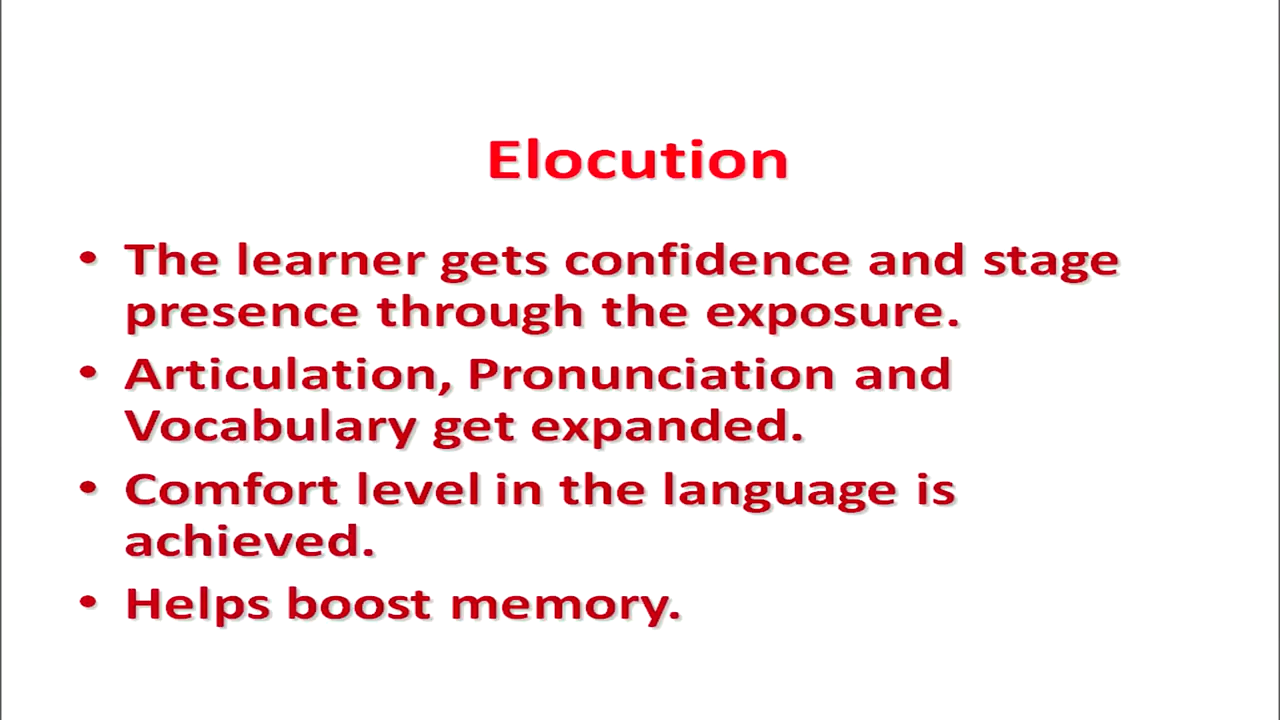 Elocution
• The learner gets confidence and stage
presence through the exposure.
• Articulation, Pronunciation and
Vocabulary get expanded.
• Comfort level in the language is
achieved.
• Helps boost memory.